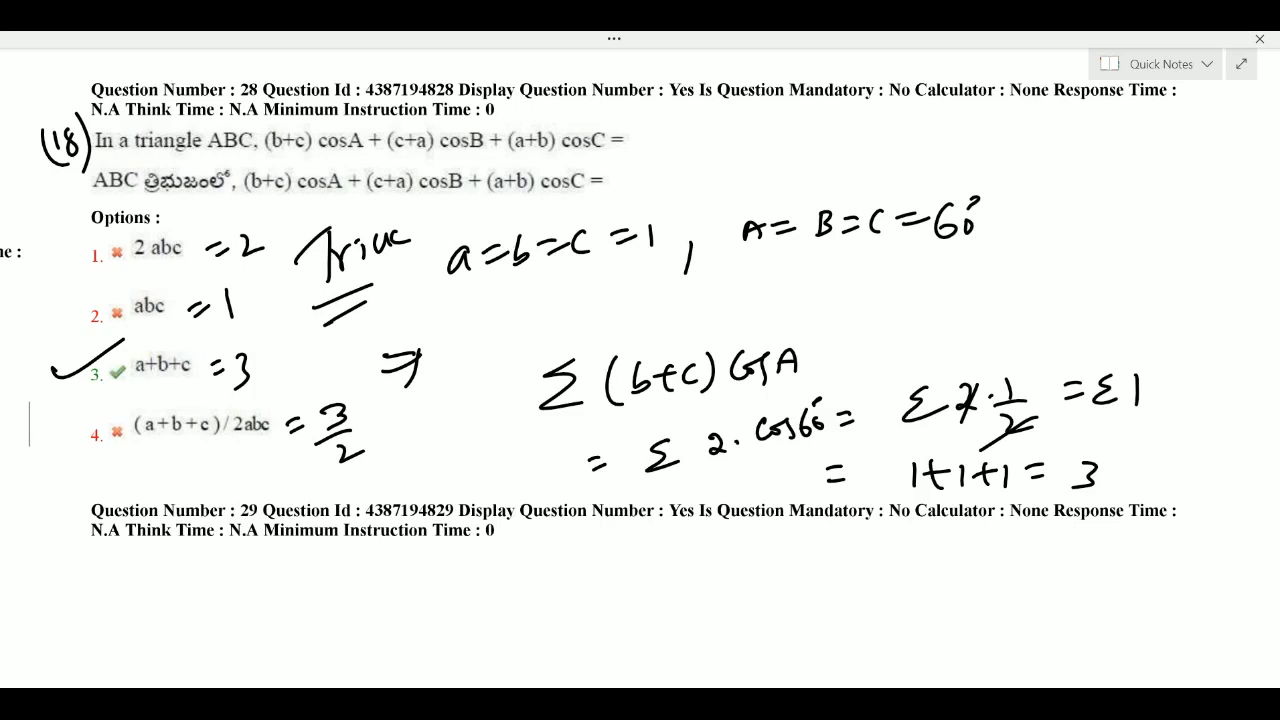 Quick Notes
Question Number : 28 Question Id : 4387194828 Display Question Number : Yes Is Question Mandatory : No Calculator : None Response Time :
N.A Think Time : N.A Minimum Instruction Time : 0
(18) In a triangle ABC, (b+c) cosA + (c+a) cosB + (a+b) cosC =
ABC త్రిభుజంలో, (b+c) cosA + (c+a) cosB + (a+b) cosC =
Options :
ne :
1. 2 abc = 2
Trick a = b = c = 1 , A = B = C = 60°
2. abc = 1
3. a+b+c = 3
⇒ Σ (b+c) cosA
4. (a+b+c)/2abc = 3/2
= Σ 2 . cos60° = Σ 2 . 1/2 = Σ 1
= 1+1+1 = 3
Question Number : 29 Question Id : 4387194829 Display Question Number : Yes Is Question Mandatory : No Calculator : None Response Time :
N.A Think Time : N.A Minimum Instruction Time : 0